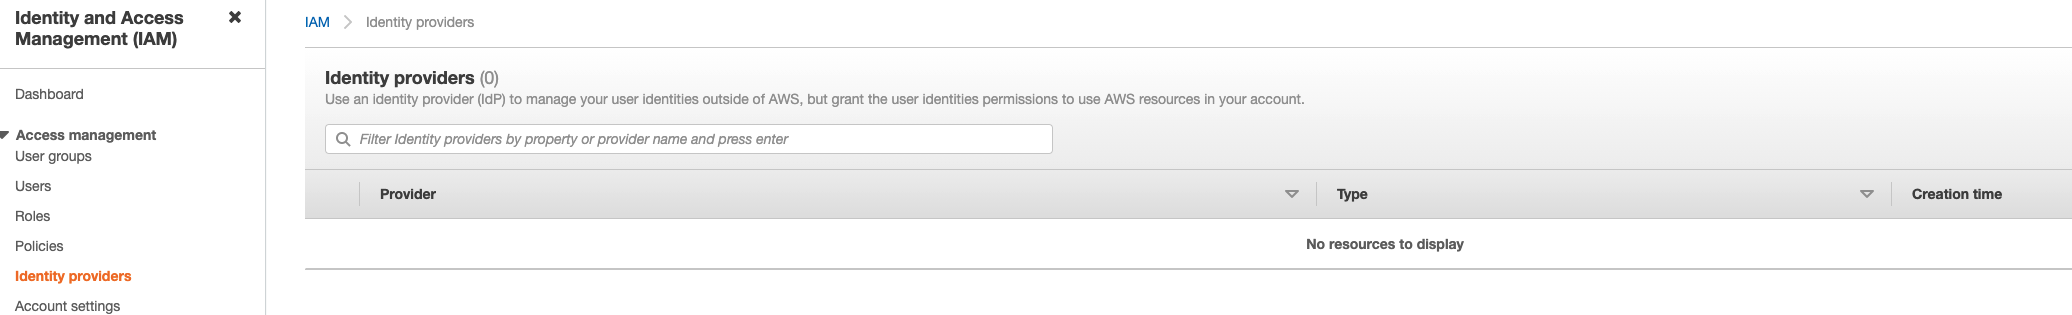 Identity and Access
Management (IAM)
Dashboard
Access management
User groups
Users
Roles
Policies
Identity providers
Account settings
IAM
Identity providers
Identity providers (0)
Use an identity provider (IdP) to manage your user identities outside of AWS, but grant the user identities permissions to use AWS resources in your account.
Filter Identity providers by property or provider name and press enter
Provider
Type
Creation time
No resources to display